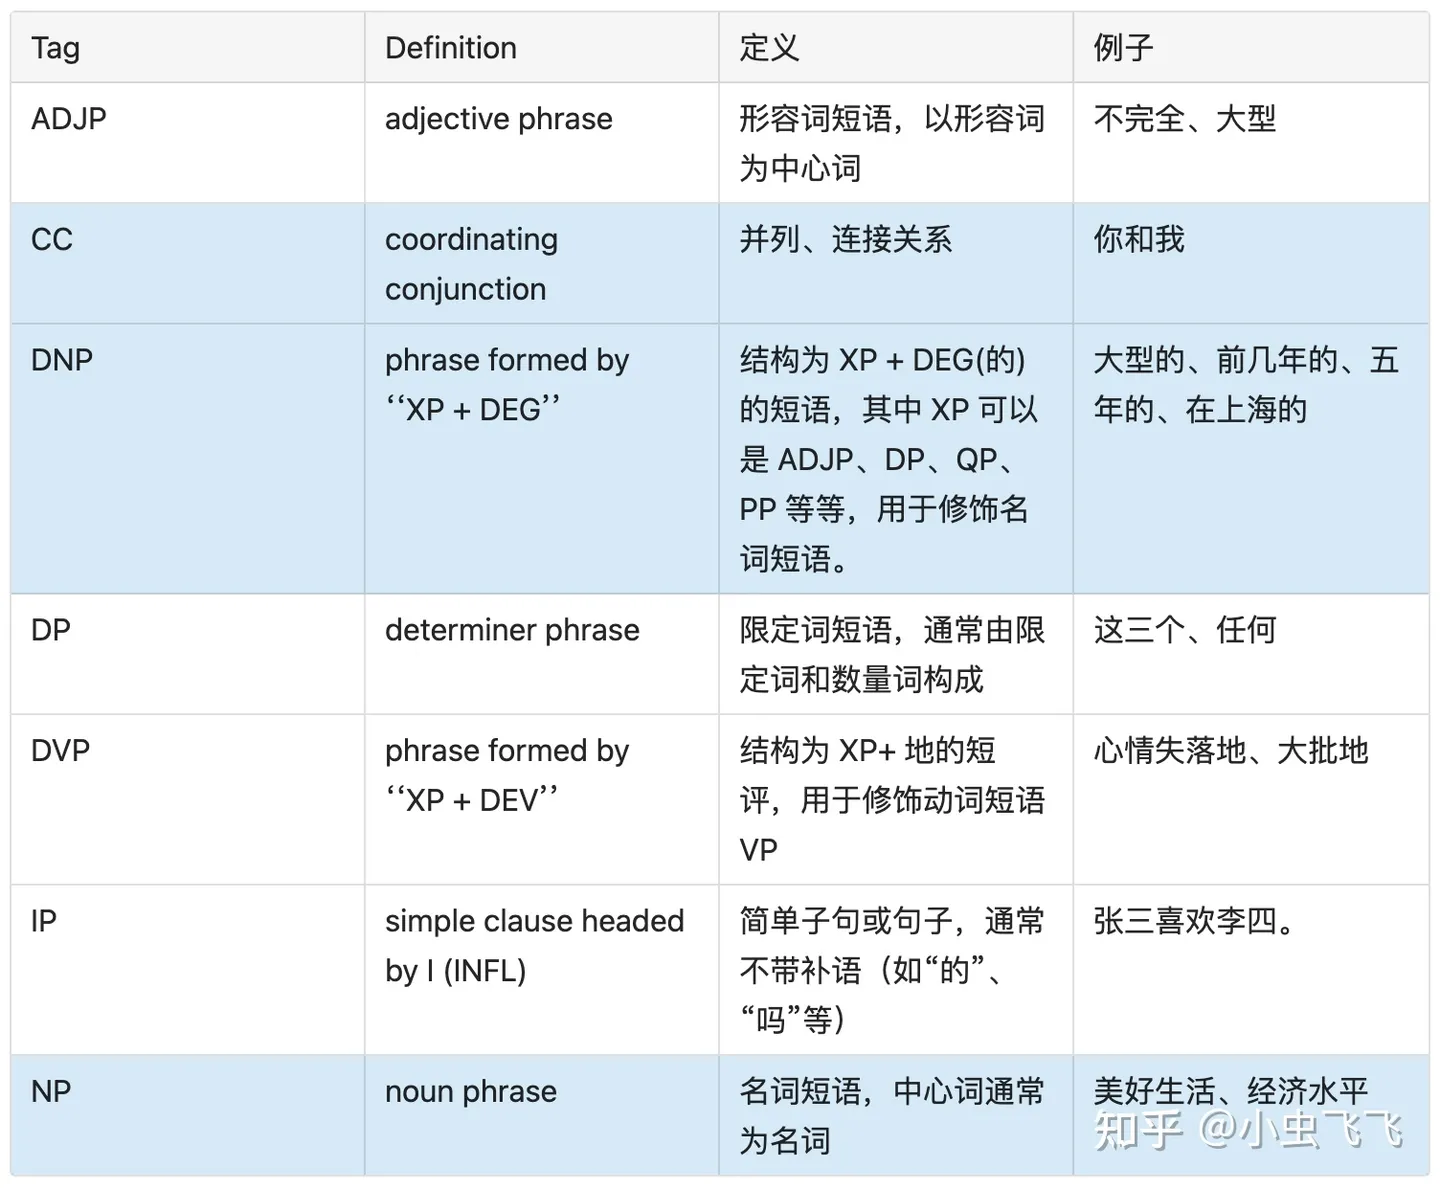 Tag
Definition
定义
例子
ADJP
adjective phrase
形容词短语，以形容词
为中心词
不完全、大型
CC
coordinating
conjunction
并列、连接关系
你和我
DNP
phrase formed by
‘‘XP + DEG’’
结构为 XP + DEG(的)
的短语，其中 XP 可以
是 ADJP、DP、QP、
PP 等等，用于修饰名
词短语。
大型的、前几年的、五
年的、在上海的
DP
determiner phrase
限定词短语，通常由限
定词和数量词构成
这三个、任何
DVP
phrase formed by
‘‘XP + DEV’’
结构为 XP+ 地的短
评，用于修饰动词短语
VP
心情失落地、大批地
IP
simple clause headed
by I (INFL)
简单子句或句子，通常
不带补语（如“的”、
“吗”等）
张三喜欢李四。
NP
noun phrase
名词短语，中心词通常
为名词
美好生活、经济水平
知乎 @小虫飞飞